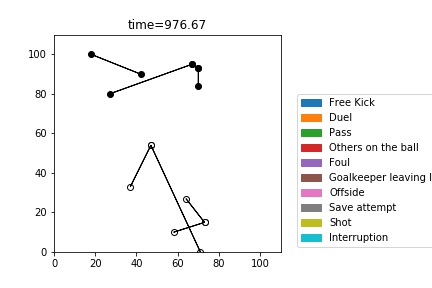 time=976.67
100
80
60
40
20
0
0 20 40 60 80 100
Free Kick
Duel
Pass
Others on the ball
Foul
Goalkeeper leaving l
Offside
Save attempt
Shot
Interruption